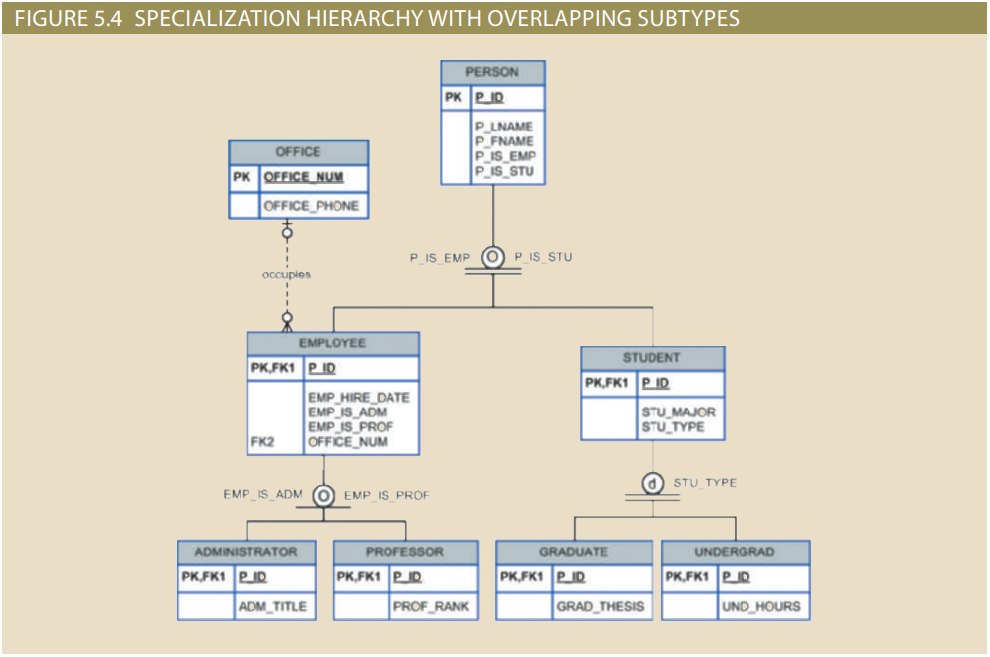 FIGURE 5.4 SPECIALIZATION HIERARCHY WITH OVERLAPPING SUBTYPES
PERSON
PK P_ID
P_LNAME
P_FNAME
P_IS_EMP
P_IS_STU
OFFICE
PK OFFICE_NUM
OFFICE_PHONE
occupies
P_IS_EMP O P_IS_STU
EMPLOYEE
PK,FK1 P_ID
EMP_HIRE_DATE
EMP_IS_ADM
EMP_IS_PROF
FK2 OFFICE_NUM
STUDENT
PK,FK1 P_ID
STU_MAJOR
STU_TYPE
EMP_IS_ADM O EMP_IS_PROF
d STU_TYPE
ADMINISTRATOR
PK,FK1 P_ID
ADM_TITLE
PROFESSOR
PK,FK1 P_ID
PROF_RANK
GRADUATE
PK,FK1 P_ID
GRAD_THESIS
UNDERGRAD
PK,FK1 P_ID
UND_HOURS